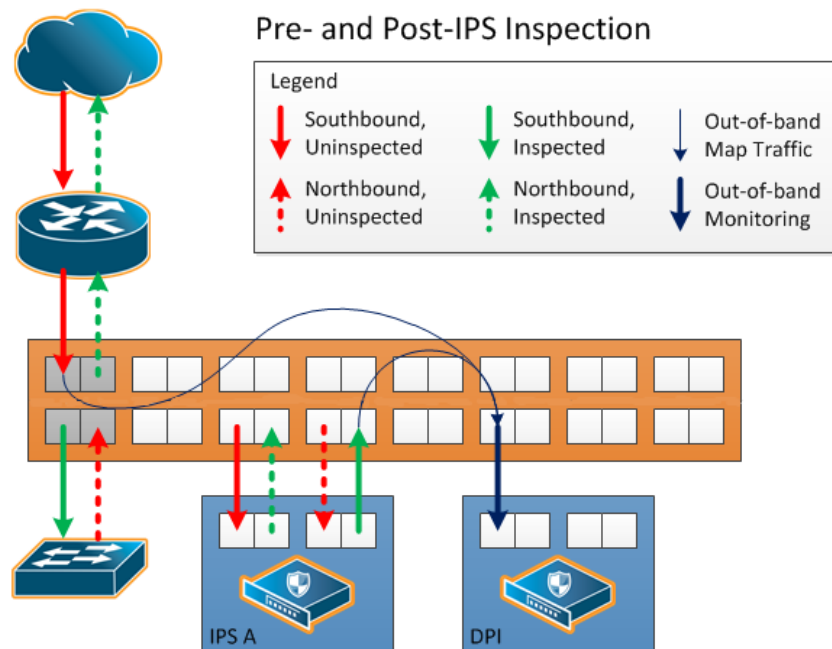 Pre- and Post-IPS Inspection
Legend
Southbound,
Uninspected
Southbound,
Inspected
Out-of-band
Map Traffic
Northbound,
Uninspected
Northbound,
Inspected
Out-of-band
Monitoring
IPS A
DPI